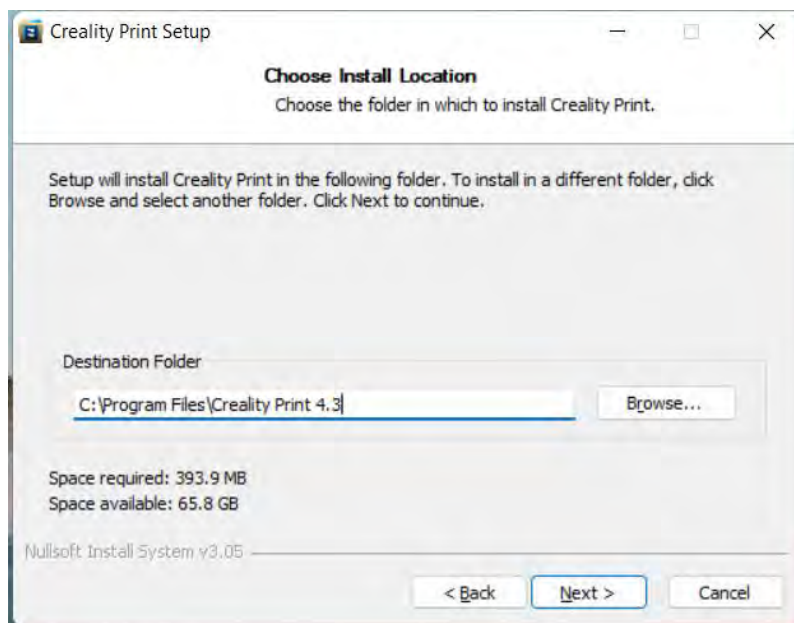 Creality Print Setup
Choose Install Location
Choose the folder in which to install Creality Print.
Setup will install Creality Print in the following folder. To install in a different folder, click
Browse and select another folder. Click Next to continue.
Destination Folder
C:\Program Files\Creality Print 4.3
Browse...
Space required: 393.9 MB
Space available: 65.8 GB
Nullsoft Install System v3.05
< Back
Next >
Cancel